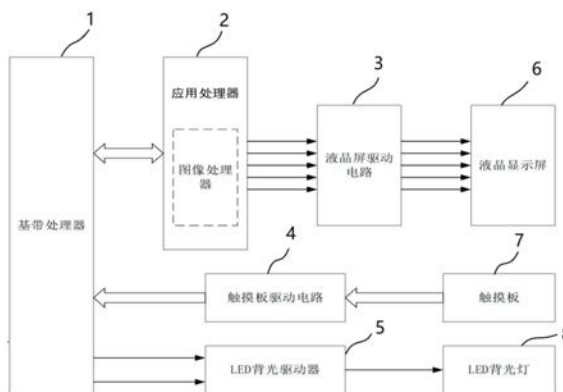 1
2
3
6
应用处理器
图像处理
器
液晶屏驱动
电路
液晶显示屏
基带处理器
4
7
触摸板驱动电路
触摸板
5
8
LED背光驱动器
LED背光灯